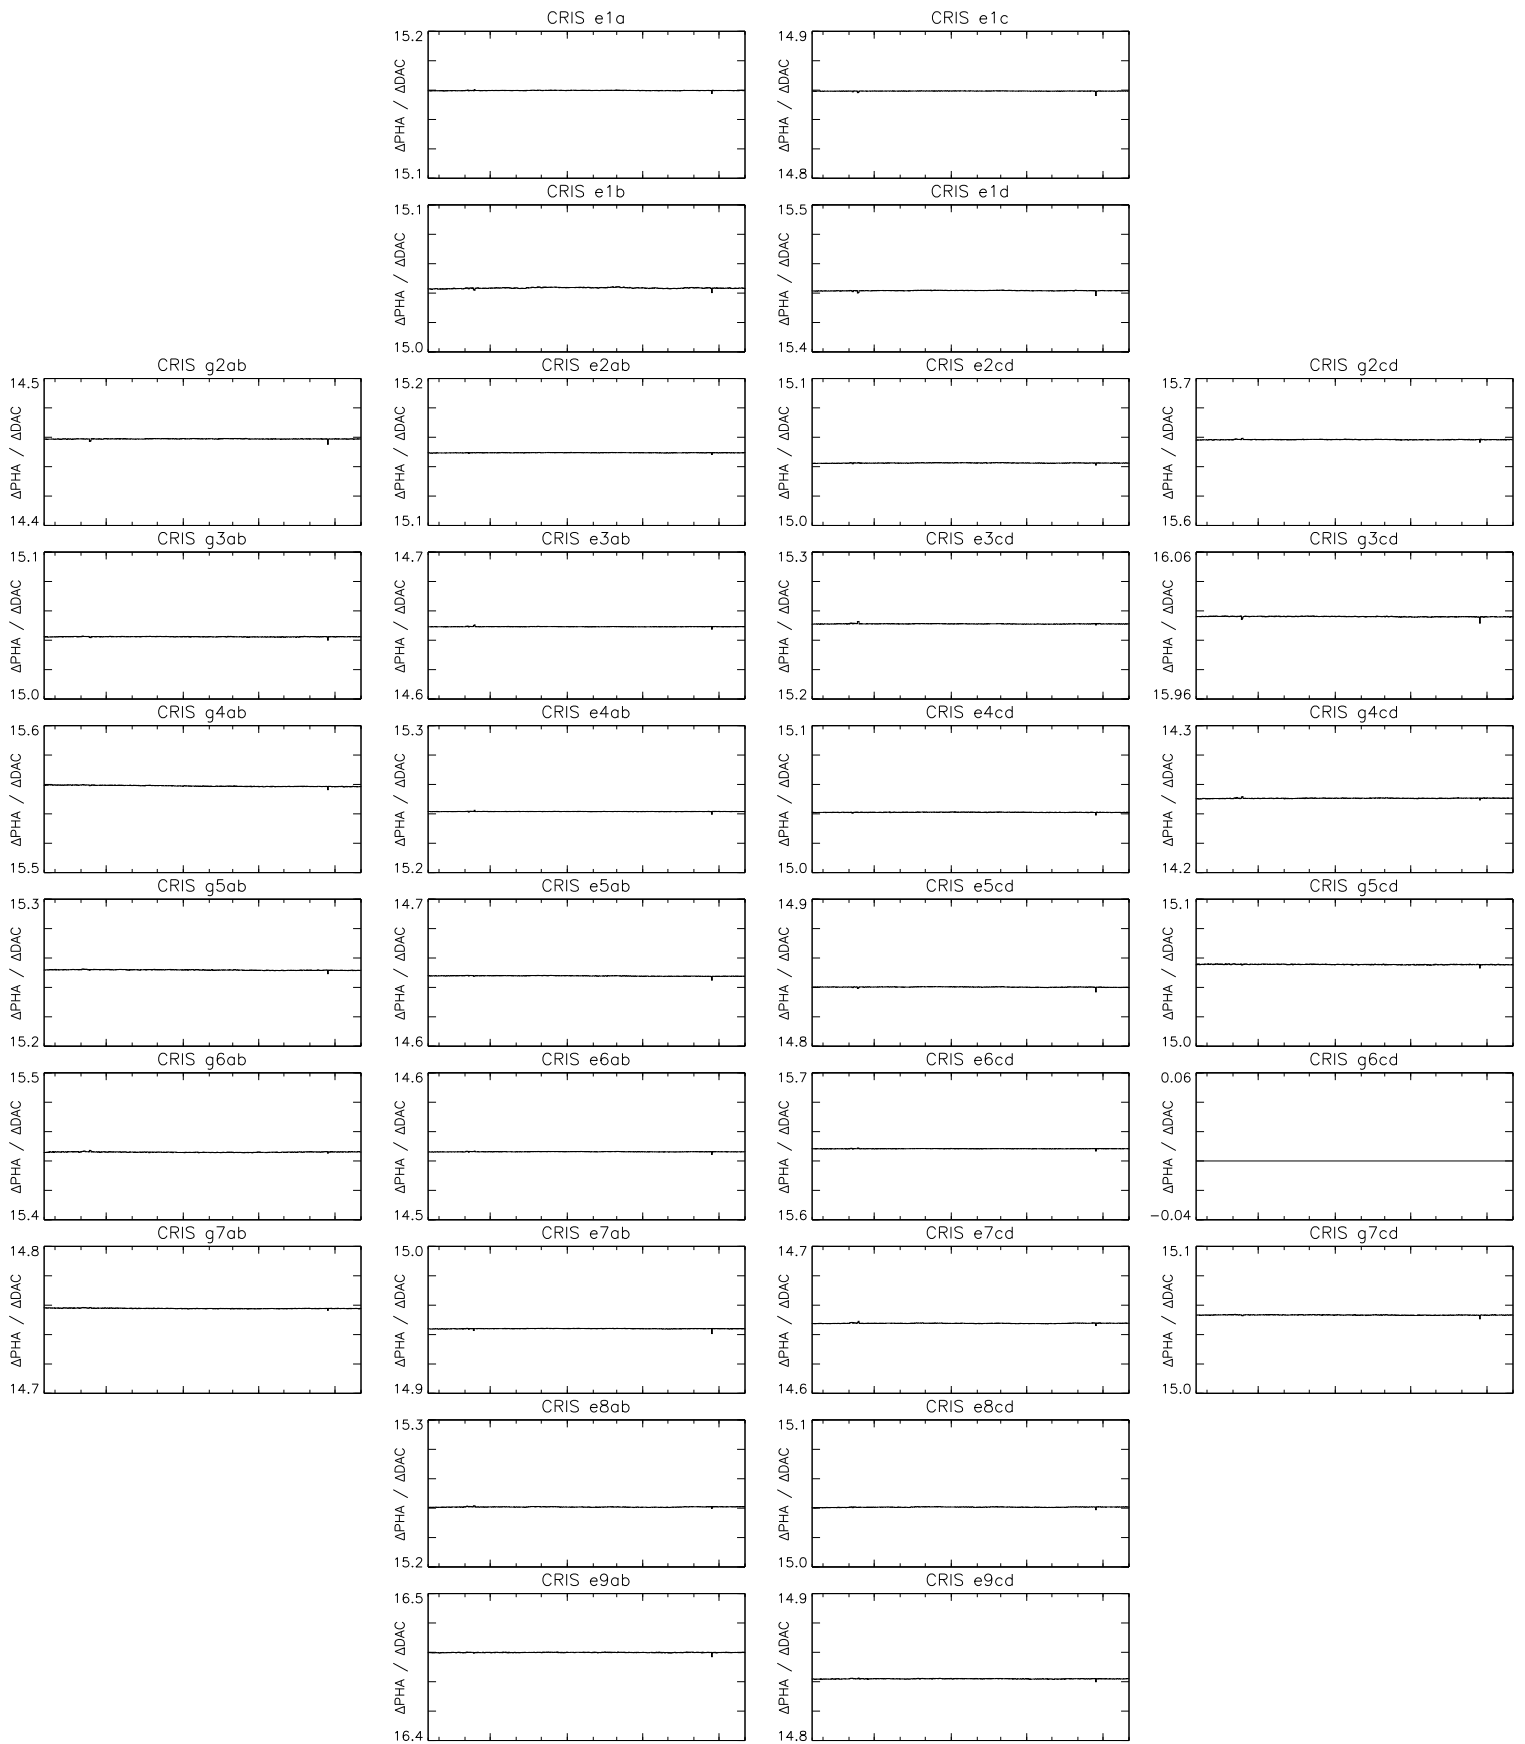 CRIS e1a
15.2
ΔPHA / ΔDAC
15.1
CRIS e1c
14.9
ΔPHA / ΔDAC
14.8
CRIS e1b
15.1
ΔPHA / ΔDAC
15.0
CRIS e1d
15.5
ΔPHA / ΔDAC
15.4
CRIS g2ab
14.5
ΔPHA / ΔDAC
14.4
CRIS e2ab
15.2
ΔPHA / ΔDAC
15.1
CRIS e2cd
15.1
ΔPHA / ΔDAC
15.0
CRIS g2cd
15.7
ΔPHA / ΔDAC
15.6
CRIS g3ab
15.1
ΔPHA / ΔDAC
15.0
CRIS e3ab
14.7
ΔPHA / ΔDAC
14.6
CRIS e3cd
15.3
ΔPHA / ΔDAC
15.2
CRIS g3cd
16.06
ΔPHA / ΔDAC
15.96
CRIS g4ab
15.6
ΔPHA / ΔDAC
15.5
CRIS e4ab
15.3
ΔPHA / ΔDAC
15.2
CRIS e4cd
15.1
ΔPHA / ΔDAC
15.0
CRIS g4cd
14.3
ΔPHA / ΔDAC
14.2
CRIS g5ab
15.3
ΔPHA / ΔDAC
15.2
CRIS e5ab
14.7
ΔPHA / ΔDAC
14.6
CRIS e5cd
14.9
ΔPHA / ΔDAC
14.8
CRIS g5cd
15.1
ΔPHA / ΔDAC
15.0
CRIS g6ab
15.5
ΔPHA / ΔDAC
15.4
CRIS e6ab
14.6
ΔPHA / ΔDAC
14.5
CRIS e6cd
15.7
ΔPHA / ΔDAC
15.6
CRIS g6cd
0.06
ΔPHA / ΔDAC
−0.04
CRIS g7ab
14.8
ΔPHA / ΔDAC
14.7
CRIS e7ab
15.0
ΔPHA / ΔDAC
14.9
CRIS e7cd
14.7
ΔPHA / ΔDAC
14.6
CRIS g7cd
15.1
ΔPHA / ΔDAC
15.0
CRIS e8ab
15.3
ΔPHA / ΔDAC
15.2
CRIS e8cd
15.1
ΔPHA / ΔDAC
15.0
CRIS e9ab
16.5
ΔPHA / ΔDAC
16.4
CRIS e9cd
14.9
ΔPHA / ΔDAC
14.8